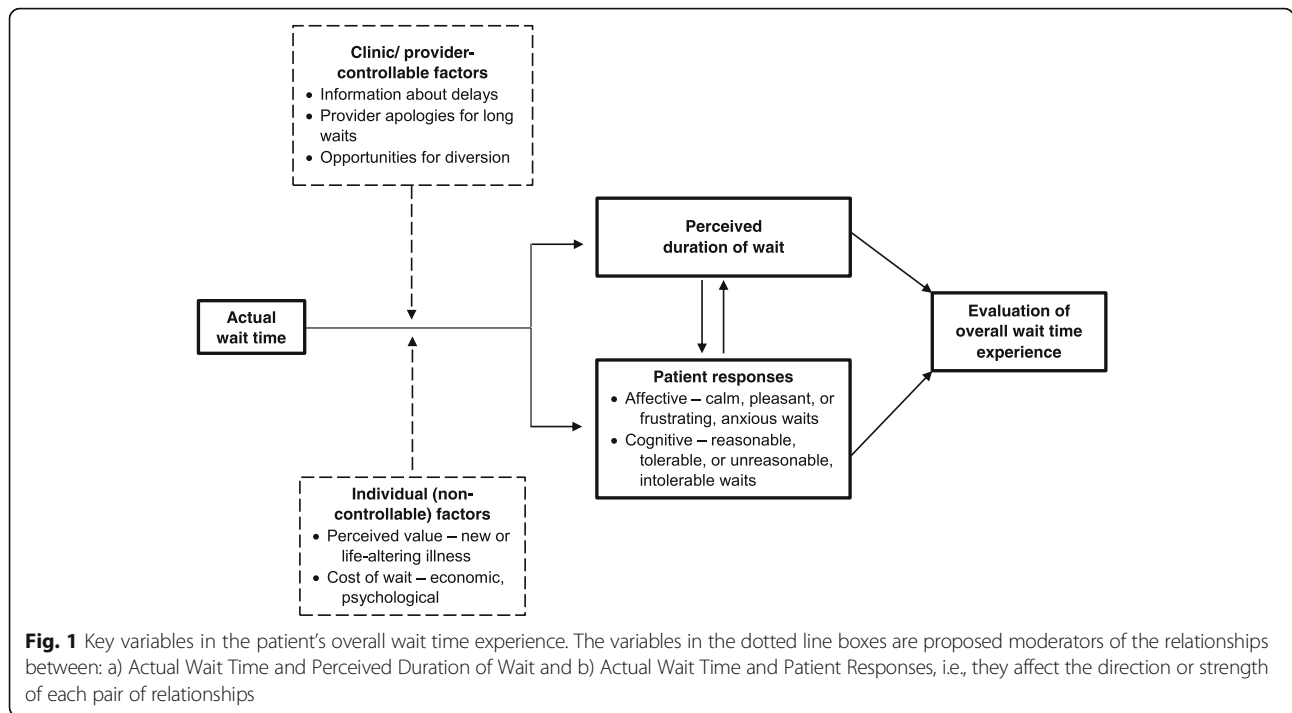 Clinic/ provider-
controllable factors
• Information about delays
• Provider apologies for long
waits
• Opportunities for diversion
Perceived
duration of wait
Actual
wait time
Evaluation of
overall wait time
experience
Patient responses
• Affective – calm, pleasant, or
frustrating, anxious waits
• Cognitive – reasonable,
tolerable, or unreasonable,
intolerable waits
Individual (non-
controllable) factors
• Perceived value – new or
life-altering illness
• Cost of wait – economic,
psychological
Fig. 1 Key variables in the patient's overall wait time experience. The variables in the dotted line boxes are proposed moderators of the relationships
between: a) Actual Wait Time and Perceived Duration of Wait and b) Actual Wait Time and Patient Responses, i.e., they affect the direction or strength
of each pair of relationships